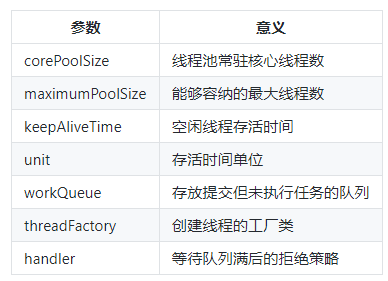 参数 意义
corePoolSize 线程池常驻核心线程数
maximumPoolSize 能够容纳的最大线程数
keepAliveTime 空闲线程存活时间
unit 存活时间单位
workQueue 存放提交但未执行任务的队列
threadFactory 创建线程的工厂类
handler 等待队列满后的拒绝策略